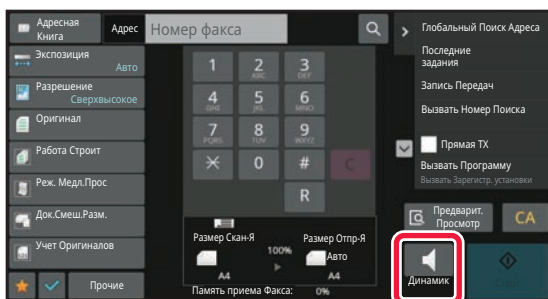 Адресная
Книга
Адрес
Номер факса
Экспозиция
Авто
Разрешение
Сверхвысокое
Оригинал
Работа Строит
Реж. Медл.Прос
Док.Смеш.Разм.
Учет Оригиналов
Прочие
1
2
ABC
3
DEF
4
GHI
5
JKL
6
MNO
7
PQRS
8
TUV
9
WXYZ
0
#
C
R
Размер Скан-Я
100%
Размер Отпр-Я
Авто
A4
A4
Память приема Факса: 0%
Глобальный Поиск Адреса
Последние
задания
Запись Передач
Вызвать Номер Поиска
Прямая TX
Вызвать Программу
Вызвать Зарегистр. установки
Предварит.
Просмотр
CA
Динамик
Старт